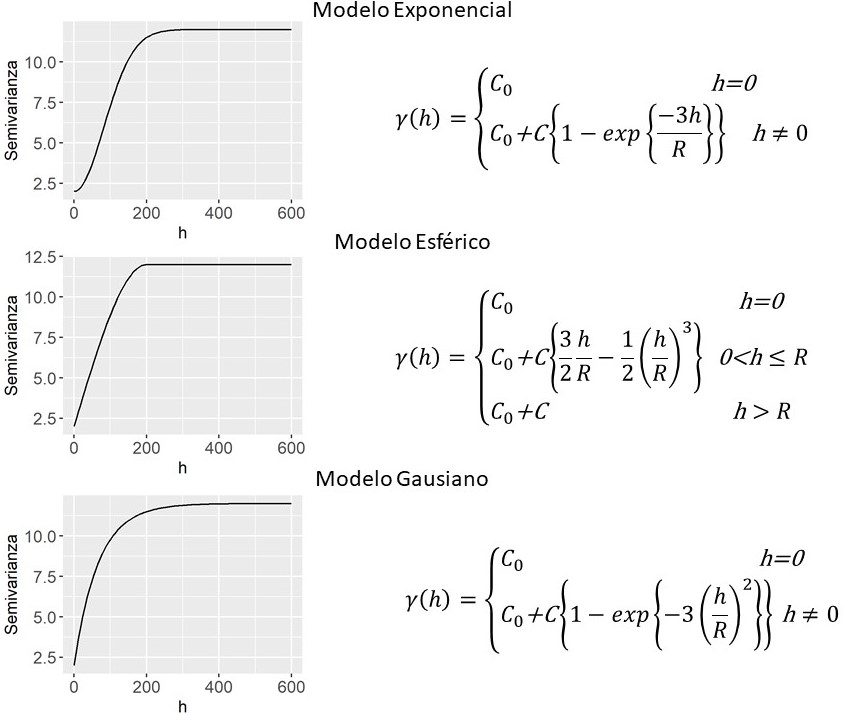 Modelo Exponencial
Semivarianza
10.0
7.5
5.0
2.5
0 200 400 600
h
γ(h) = { C₀ h=0
C₀+C{1 − exp{−3h/R}} h ≠ 0
Modelo Esférico
Semivarianza
12.5
10.0
7.5
5.0
2.5
0 200 400 600
h
γ(h) = { C₀ h=0
C₀+C{3/2 h/R − 1/2 (h/R)³} 0<h ≤ R
C₀+C h > R
Modelo Gausiano
Semivarianza
10.0
7.5
5.0
2.5
0 200 400 600
h
γ(h) = { C₀ h=0
C₀+C{1 − exp{−3(h/R)²}} h ≠ 0